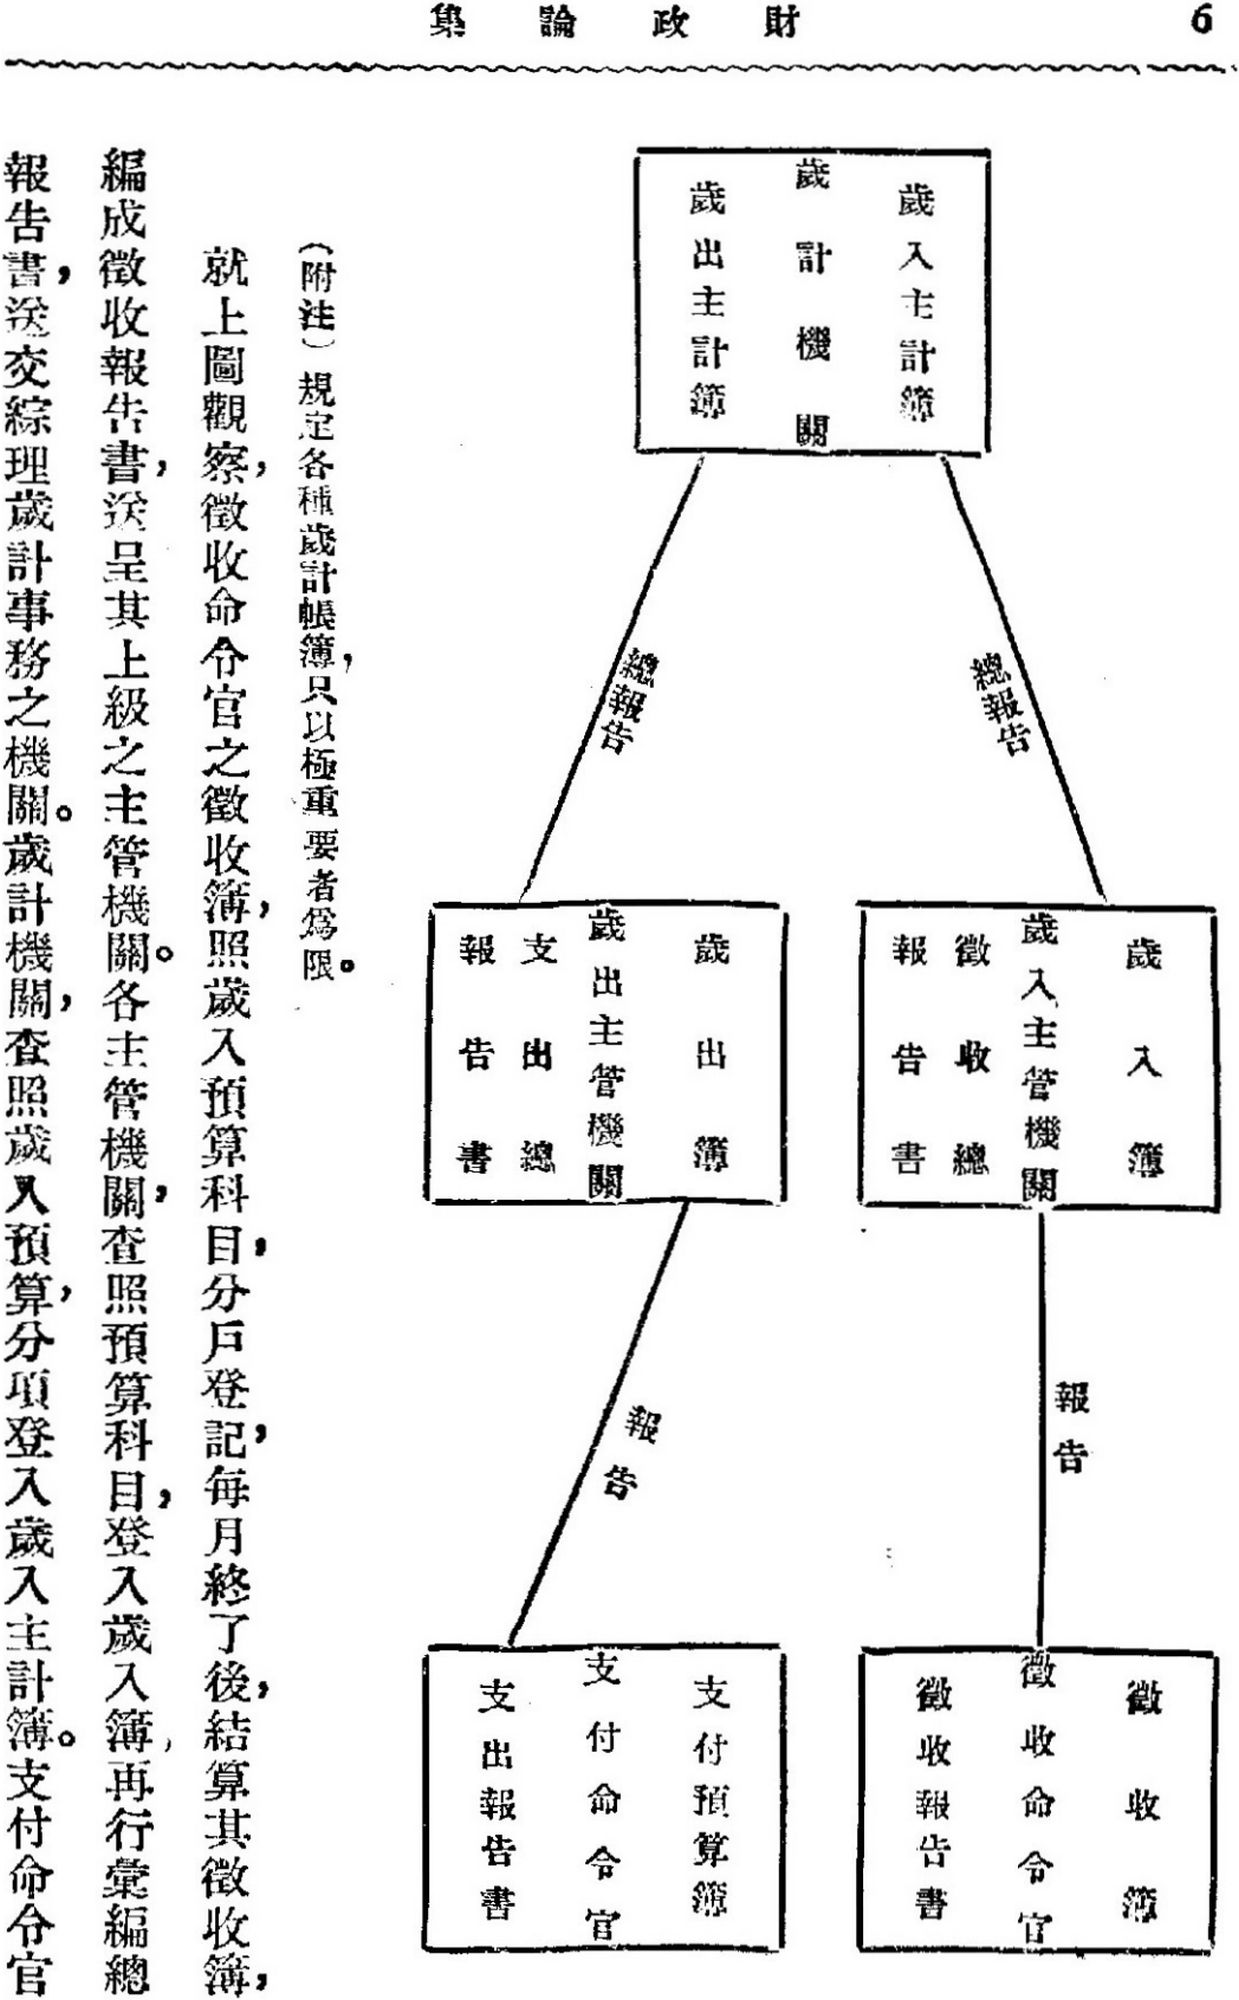 6
財政論集
歲入主計簿
歲計機關
歲出主計簿
總報告
總報告
歲入簿
歲入主管機關
徵收總
報告書
歲出簿
歲出主管機關
支出總
報告書
報告
報告
徵收簿
徵收命令官
徵收報告書
支付預算簿
支付命令官
支出報告書
(附注)規定各種歲計帳簿，只以極重要者爲限。
就上圖觀察，徵收命令官之徵收簿，照歲入預算科目，分戶登記，每月終了後，結算其徵收簿，
編成徵收報告書，送呈其上級之主管機關。各主管機關，查照預算科目，登入歲入簿，再行彙編總
報告書，送交綜理歲計事務之機關。歲計機關，查照歲入預算，分項登入歲入主計簿。支付命令官